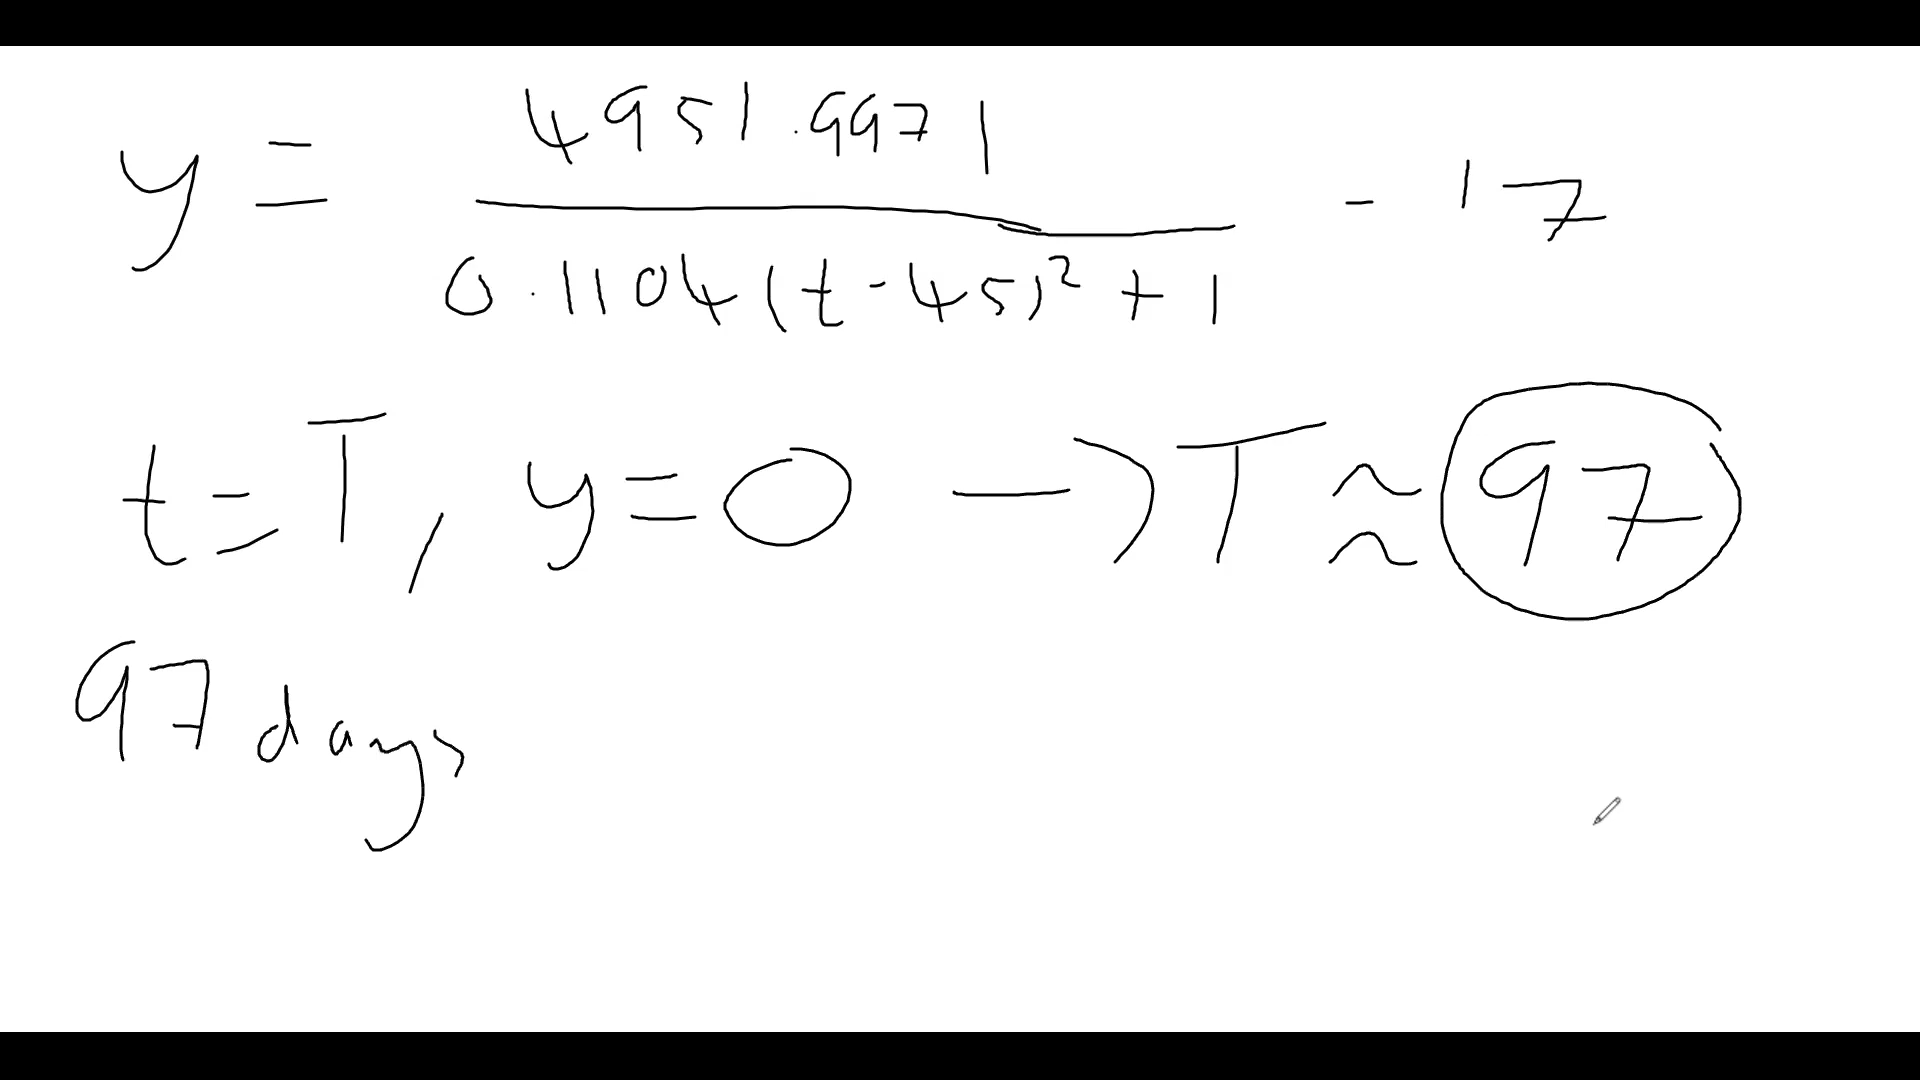 y = 4951.9971 / 0.1104(t-45)² + 1 - 17
t = T, y = 0 → T ≈ 97
97 days